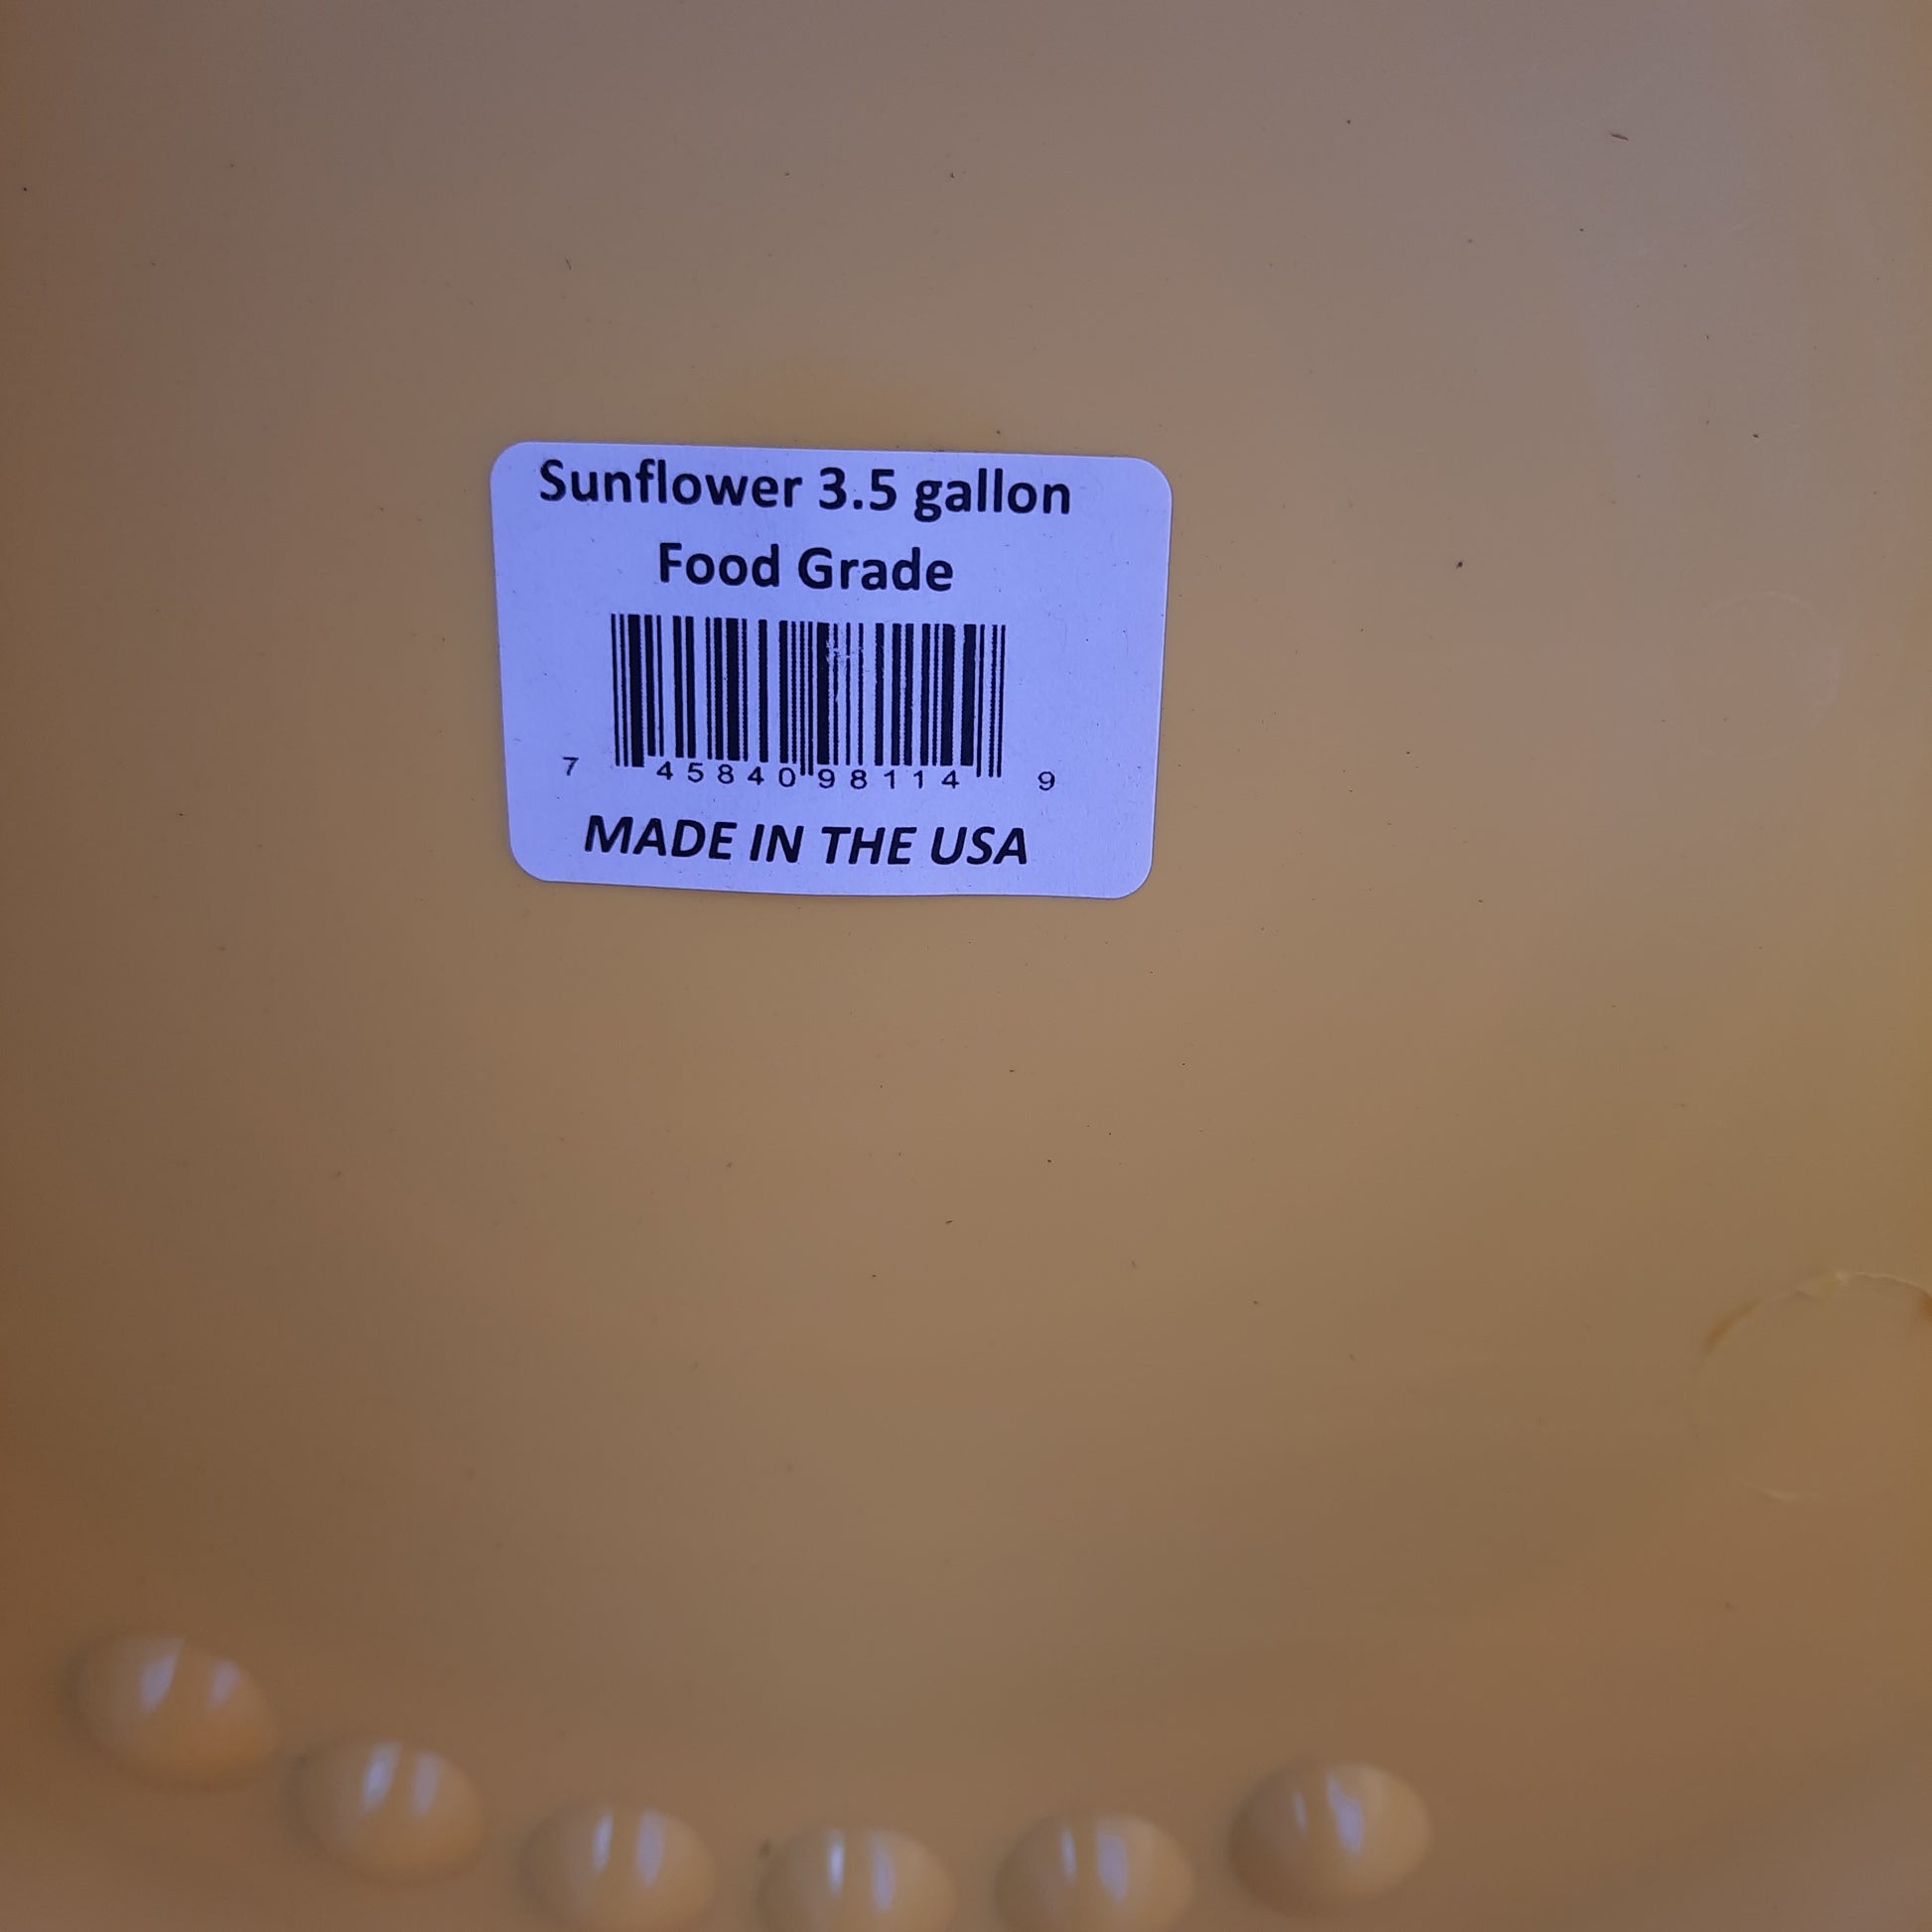 Sunflower 3.5 gallon
Food Grade
7 45840 98114 9
MADE IN THE USA